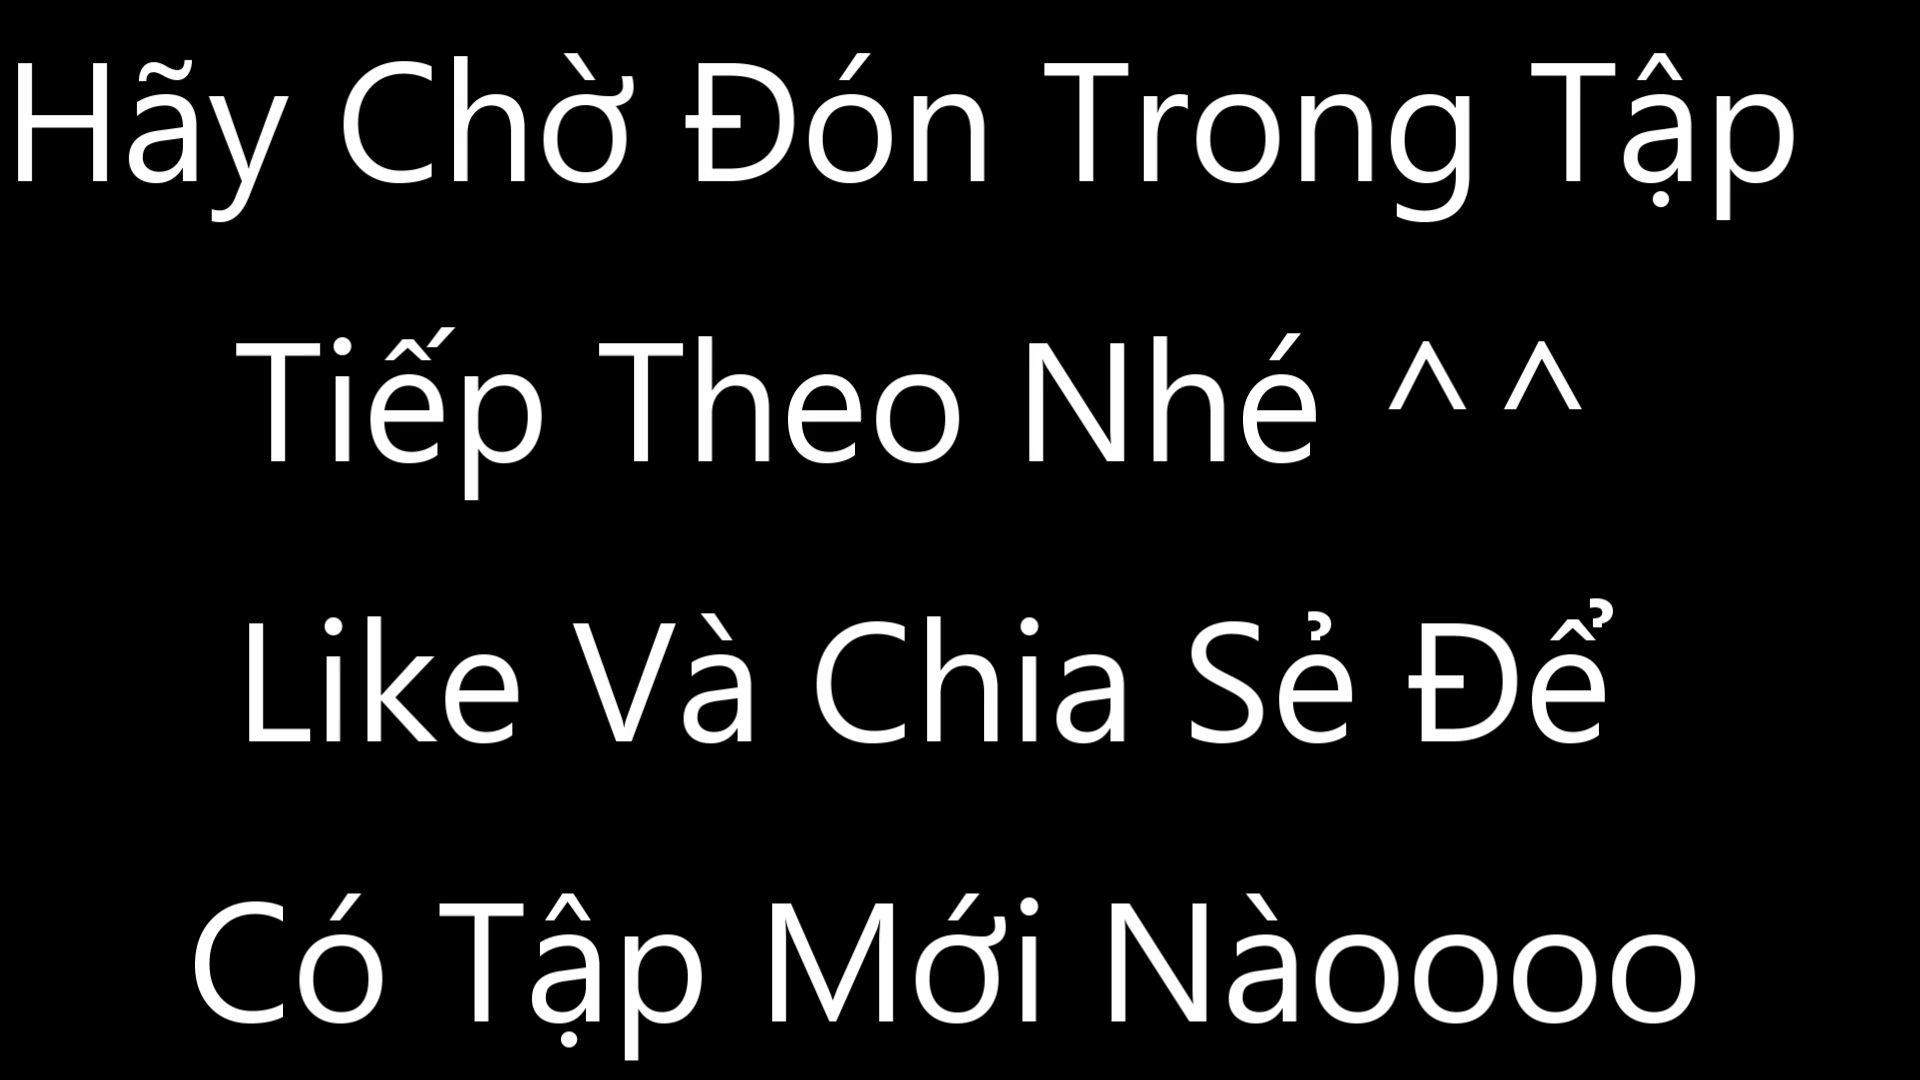 Hãy Chờ Đón Trong Tập
Tiếp Theo Nhé ^^
Like Và Chia Sẻ Để
Có Tập Mới Nàoooo